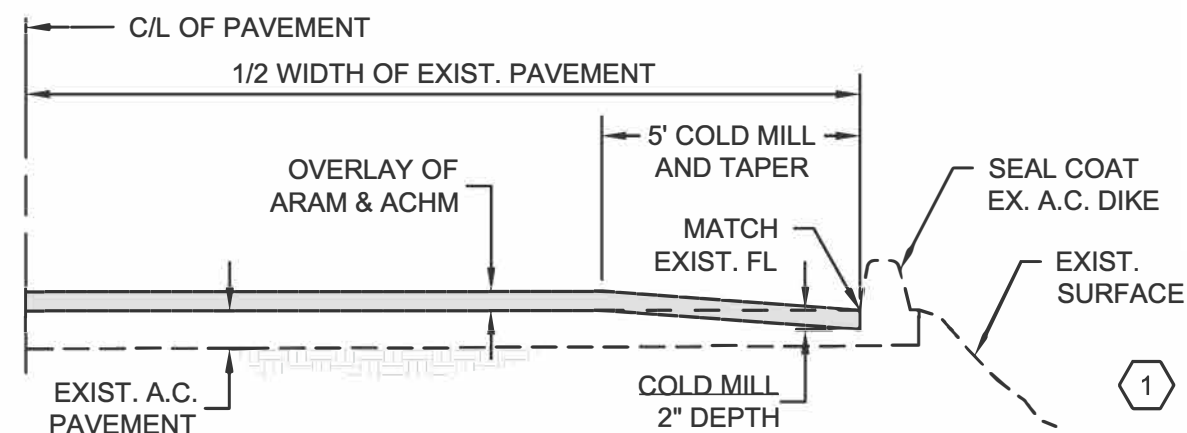 C/L OF PAVEMENT
1/2 WIDTH OF EXIST. PAVEMENT
5' COLD MILL
AND TAPER
OVERLAY OF
ARAM & ACHM
SEAL COAT
EX. A.C. DIKE
MATCH
EXIST. FL
EXIST.
SURFACE
EXIST. A.C.
PAVEMENT
COLD MILL
2" DEPTH
1